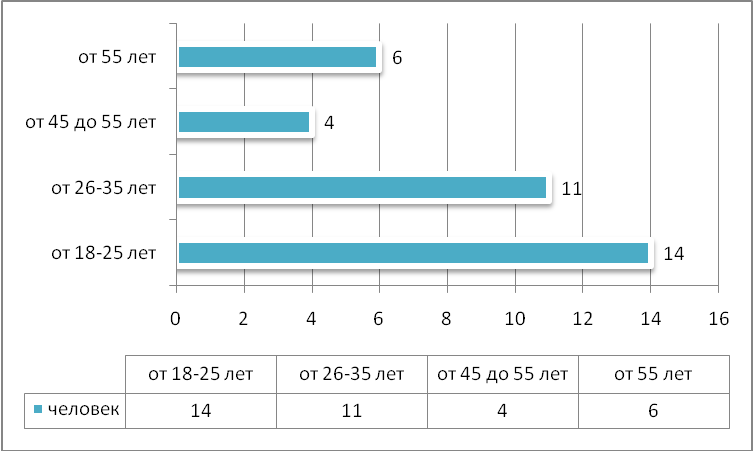 от 55 лет
6
от 45 до 55 лет
4
от 26-35 лет
11
от 18-25 лет
14
0 2 4 6 8 10 12 14 16
от 18-25 лет от 26-35 лет от 45 до 55 лет от 55 лет
человек 14 11 4 6